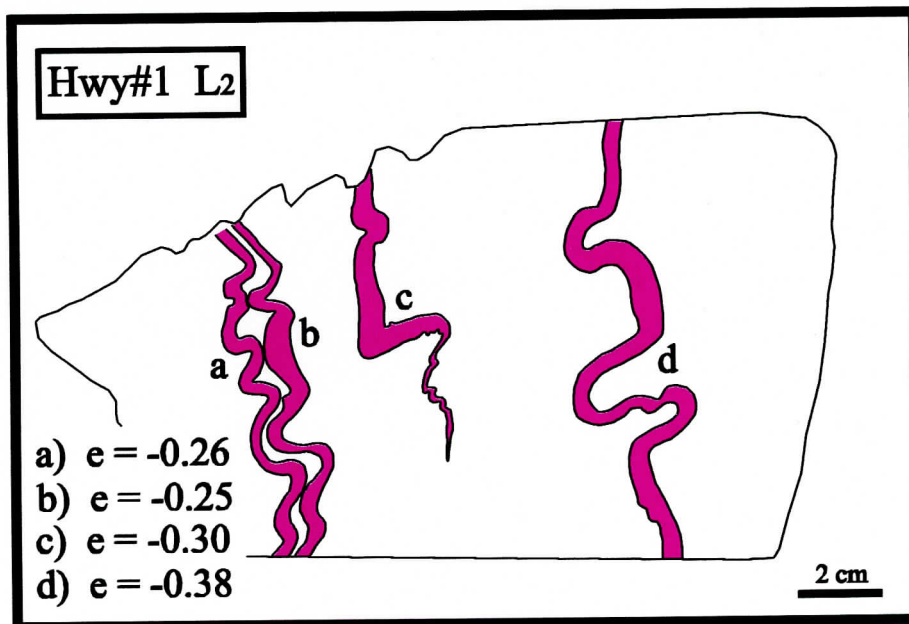 Hwy#1 L2
c
b
a
d
a) e = -0.26
b) e = -0.25
c) e = -0.30
d) e = -0.38
2 cm